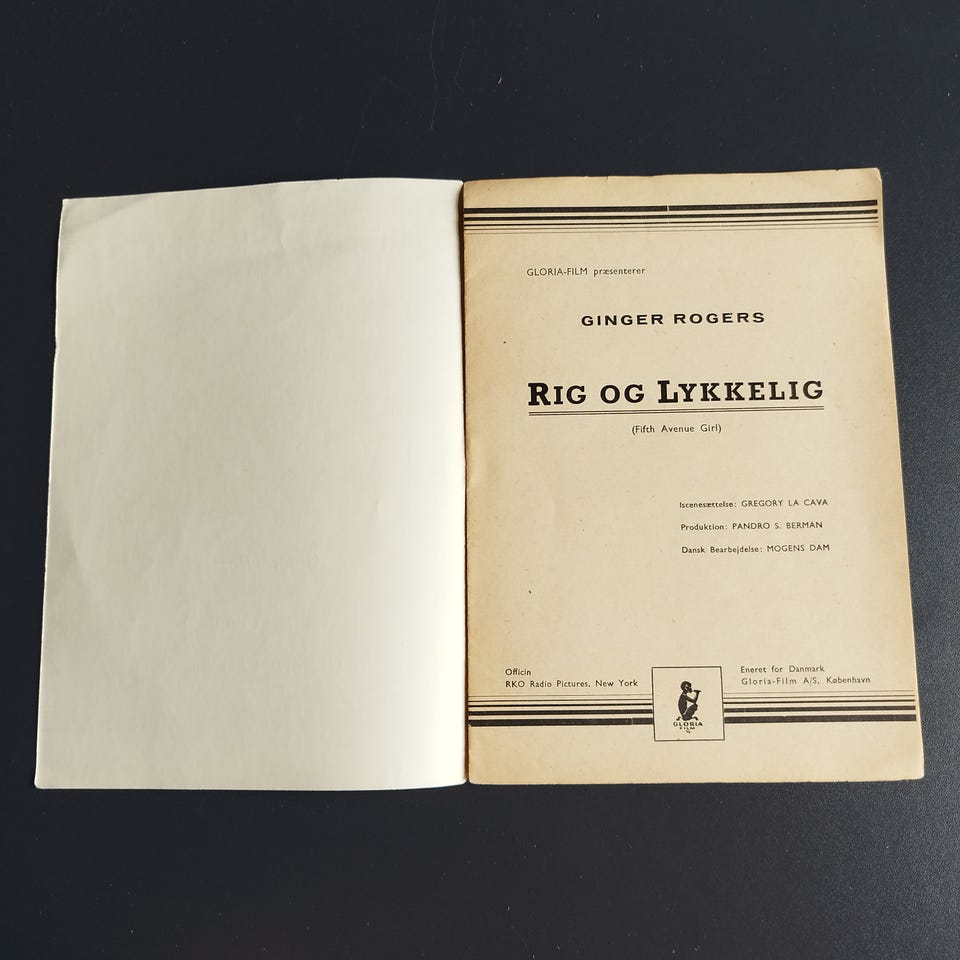 GLORIA-FILM præsenterer
GINGER ROGERS
RIG OG LYKKELIG
(Fifth Avenue Girl)
Iscenesættelse: GREGORY LA CAVA
Produktion: PANDRO S. BERMAN
Dansk Bearbejdelse: MOGENS DAM
Officin
RKO Radio Pictures, New York
Eneret for Danmark
Gloria-Film A/S, København
GLORIA
FILM